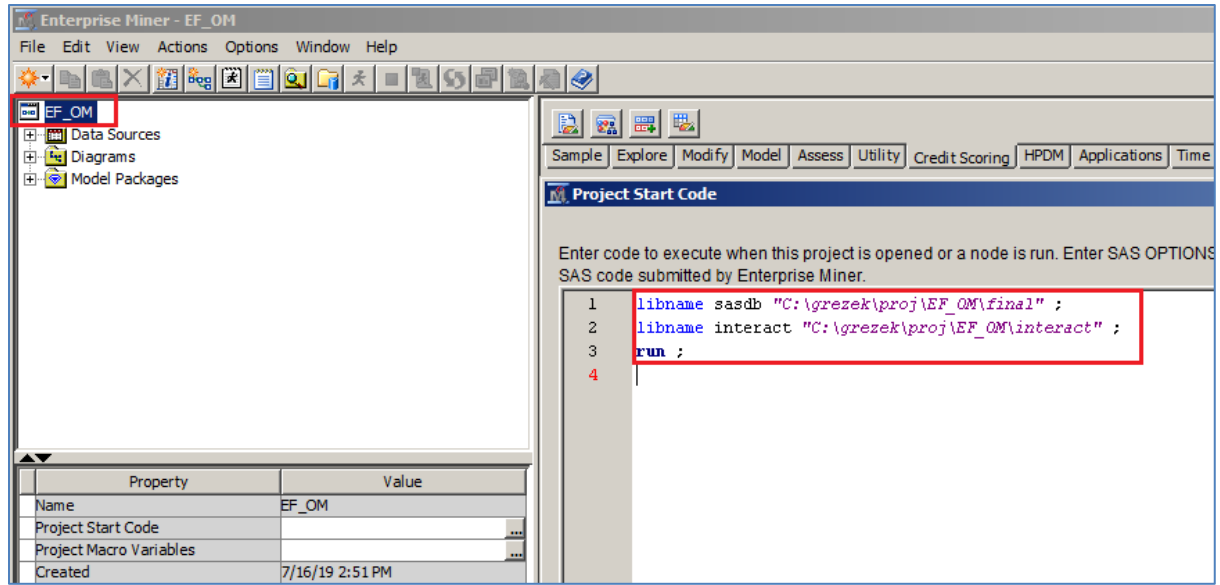 Enterprise Miner - EF_OM
File Edit View Actions Options Window Help
EF_OM
Data Sources
Diagrams
Model Packages
Sample Explore Modify Model Assess Utility Credit Scoring HPDM Applications Time
Project Start Code
Enter code to execute when this project is opened or a node is run. Enter SAS OPTIONS
SAS code submitted by Enterprise Miner.
1 libname sasdb "C:\grezek\proj\EF_OM\final" ;
2 libname interact "C:\grezek\proj\EF_OM\interact" ;
3 run ;
4
Property Value
Name EF_OM
Project Start Code ...
Project Macro Variables ...
Created 7/16/19 2:51 PM